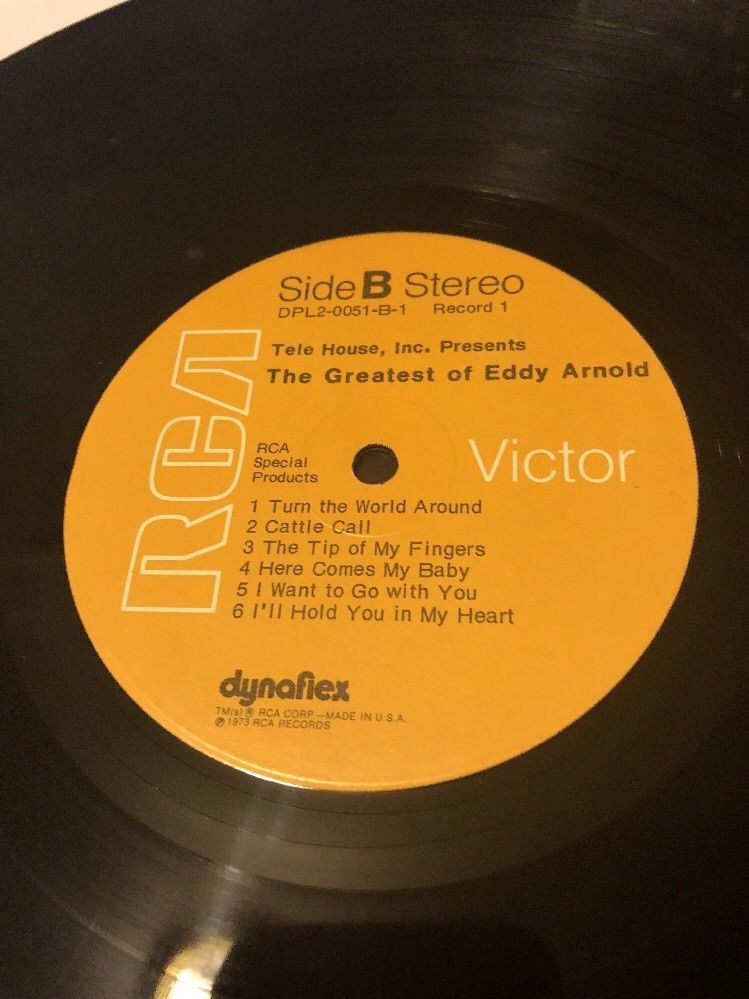 Side B Stereo
DPL2-0051-B-1 Record 1
Tele House, Inc. Presents
The Greatest of Eddy Arnold
RCA
RCA
Special
Products
Victor
1 Turn the World Around
2 Cattle Call
3 The Tip of My Fingers
4 Here Comes My Baby
5 I Want to Go with You
6 I'll Hold You in My Heart
dynaflex
TM(s) ® RCA CORP.—MADE IN U.S.A.
℗ 1973 RCA RECORDS